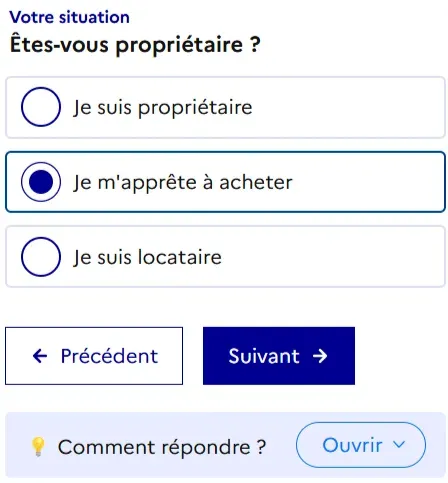 Votre situation
Êtes-vous propriétaire ?
Je suis propriétaire
Je m'apprête à acheter
Je suis locataire
← Précédent
Suivant →
💡 Comment répondre ?
Ouvrir